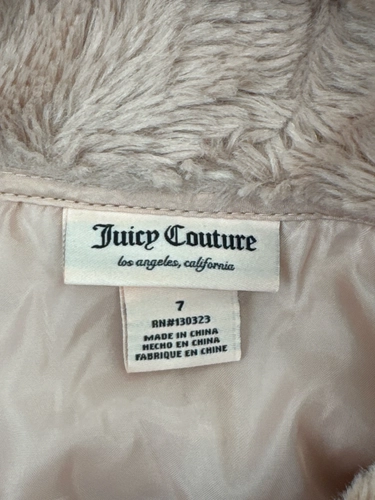 Juicy Couture
los angeles, california
7
RN#130323
MADE IN CHINA
HECHO EN CHINA
FABRIQUE EN CHINE